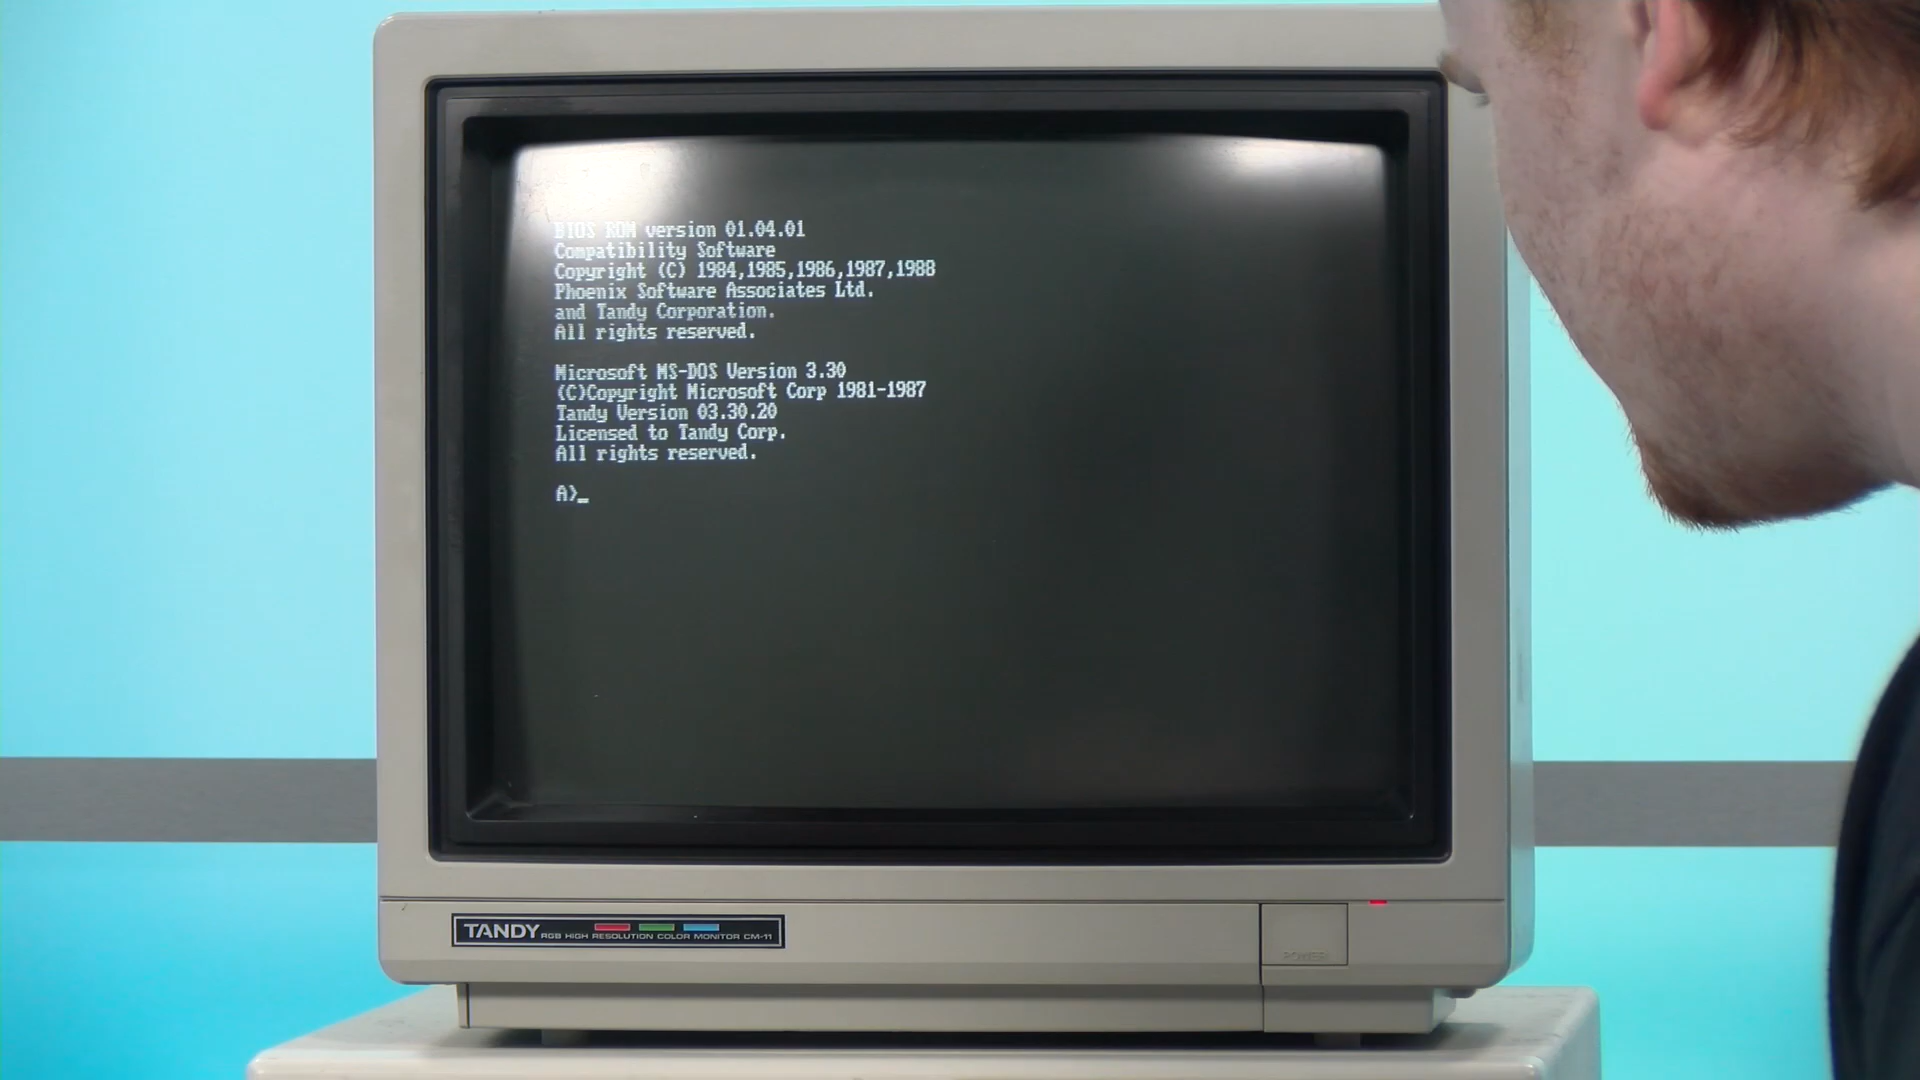 BIOS ROM version 01.04.01
Compatibility Software
Copyright (C) 1984,1985,1986,1987,1988
Phoenix Software Associates Ltd.
and Tandy Corporation.
All rights reserved.
Microsoft MS-DOS Version 3.30
(C)Copyright Microsoft Corp 1981-1987
Tandy Version 03.30.20
Licensed to Tandy Corp.
All rights reserved.
A>_
TANDY RGB HIGH RESOLUTION COLOR MONITOR CM-11
POWER